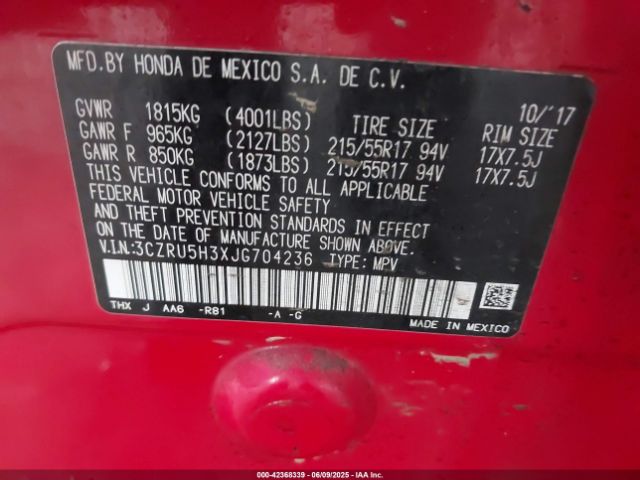 MFD.BY HONDA DE MEXICO S.A. DE C.V.
10/'17
GVWR 1815KG (4001LBS) TIRE SIZE RIM SIZE
GAWR F 965KG (2127LBS) 215/55R17 94V 17X7.5J
GAWR R 850KG (1873LBS) 215/55R17 94V 17X7.5J
THIS VEHICLE CONFORMS TO ALL APPLICABLE
FEDERAL MOTOR VEHICLE SAFETY
AND THEFT PREVENTION STANDARDS IN EFFECT
ON THE DATE OF MANUFACTURE SHOWN ABOVE.
V.I.N:3CZRU5H3XJG704236 TYPE: MPV
THX J AA6 -R81 -A -G
MADE IN MEXICO
000-42368339 / 06/09/2025 - IAA Inc.